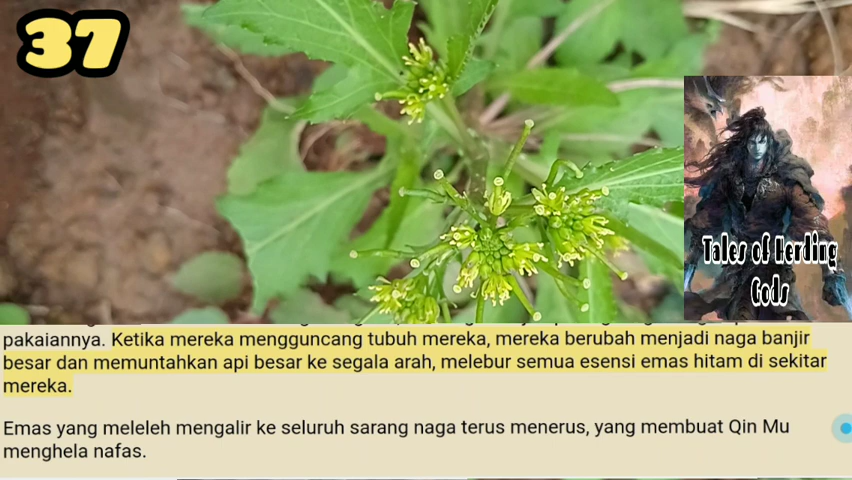 37
Tales of Herding
Gods
pakaiannya. Ketika mereka mengguncang tubuh mereka, mereka berubah menjadi naga banjir
besar dan memuntahkan api besar ke segala arah, melebur semua esensi emas hitam di sekitar
mereka.
Emas yang meleleh mengalir ke seluruh sarang naga terus menerus, yang membuat Qin Mu
menghela nafas.